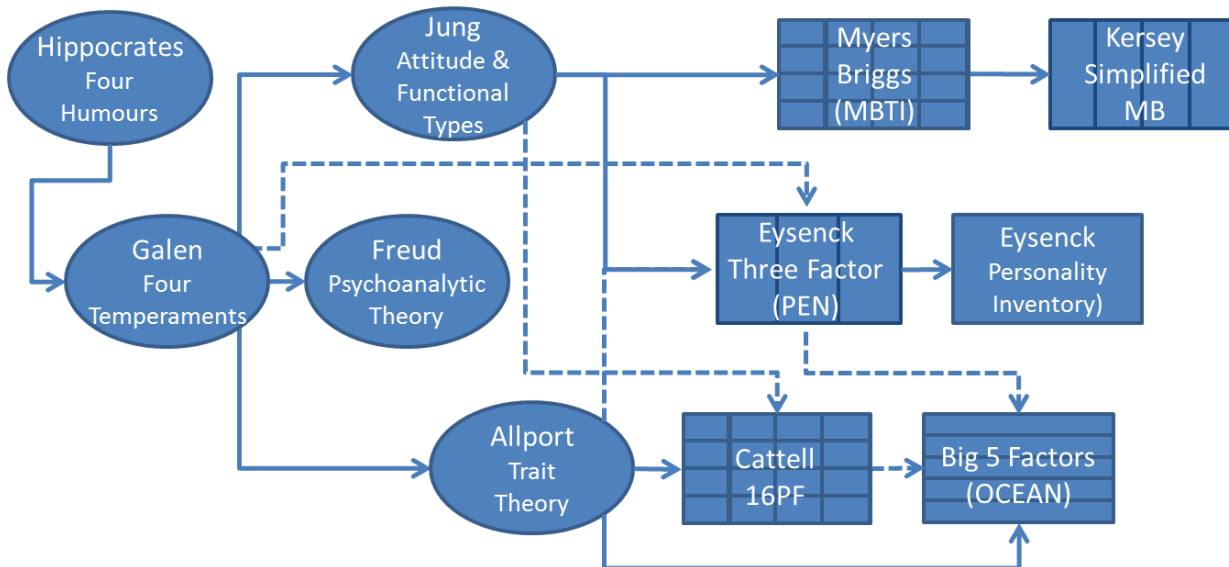 Hippocrates
Four
Humours
Jung
Attitude &
Functional
Types
Myers
Briggs
(MBTI)
Kersey
Simplified
MB
Galen
Four
Temperaments
Freud
Psychoanalytic
Theory
Eysenck
Three Factor
(PEN)
Eysenck
Personality
Inventory)
Allport
Trait
Theory
Cattell
16PF
Big 5 Factors
(OCEAN)